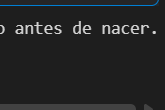 o antes de nacer.